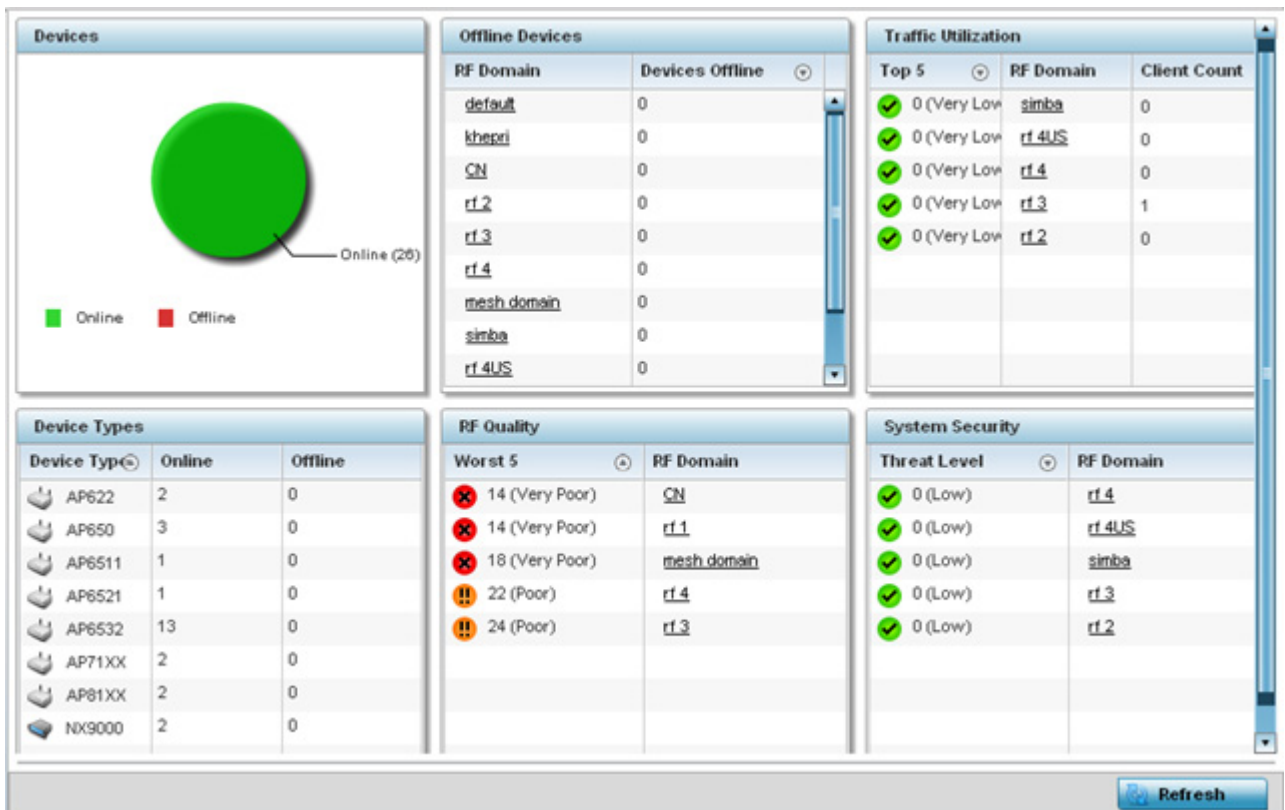 Devices
Online (26)
Online Offline
Offline Devices
RF Domain Devices Offline
default 0
khepri 0
CN 0
rf 2 0
rf 3 0
rf 4 0
mesh domain 0
simba 0
rf 4US 0
Traffic Utilization
Top 5 RF Domain Client Count
0 (Very Low simba 0
0 (Very Low rf 4US 0
0 (Very Low rf 4 0
0 (Very Low rf 3 1
0 (Very Low rf 2 0
Device Types
Device Type Online Offline
AP622 2 0
AP650 3 0
AP6511 1 0
AP6521 1 0
AP6532 13 0
AP71XX 2 0
AP81XX 2 0
NX9000 2 0
RF Quality
Worst 5 RF Domain
14 (Very Poor) CN
14 (Very Poor) rf 1
18 (Very Poor) mesh domain
22 (Poor) rf 4
24 (Poor) rf 3
System Security
Threat Level RF Domain
0 (Low) rf 4
0 (Low) rf 4US
0 (Low) simba
0 (Low) rf 3
0 (Low) rf 2
Refresh